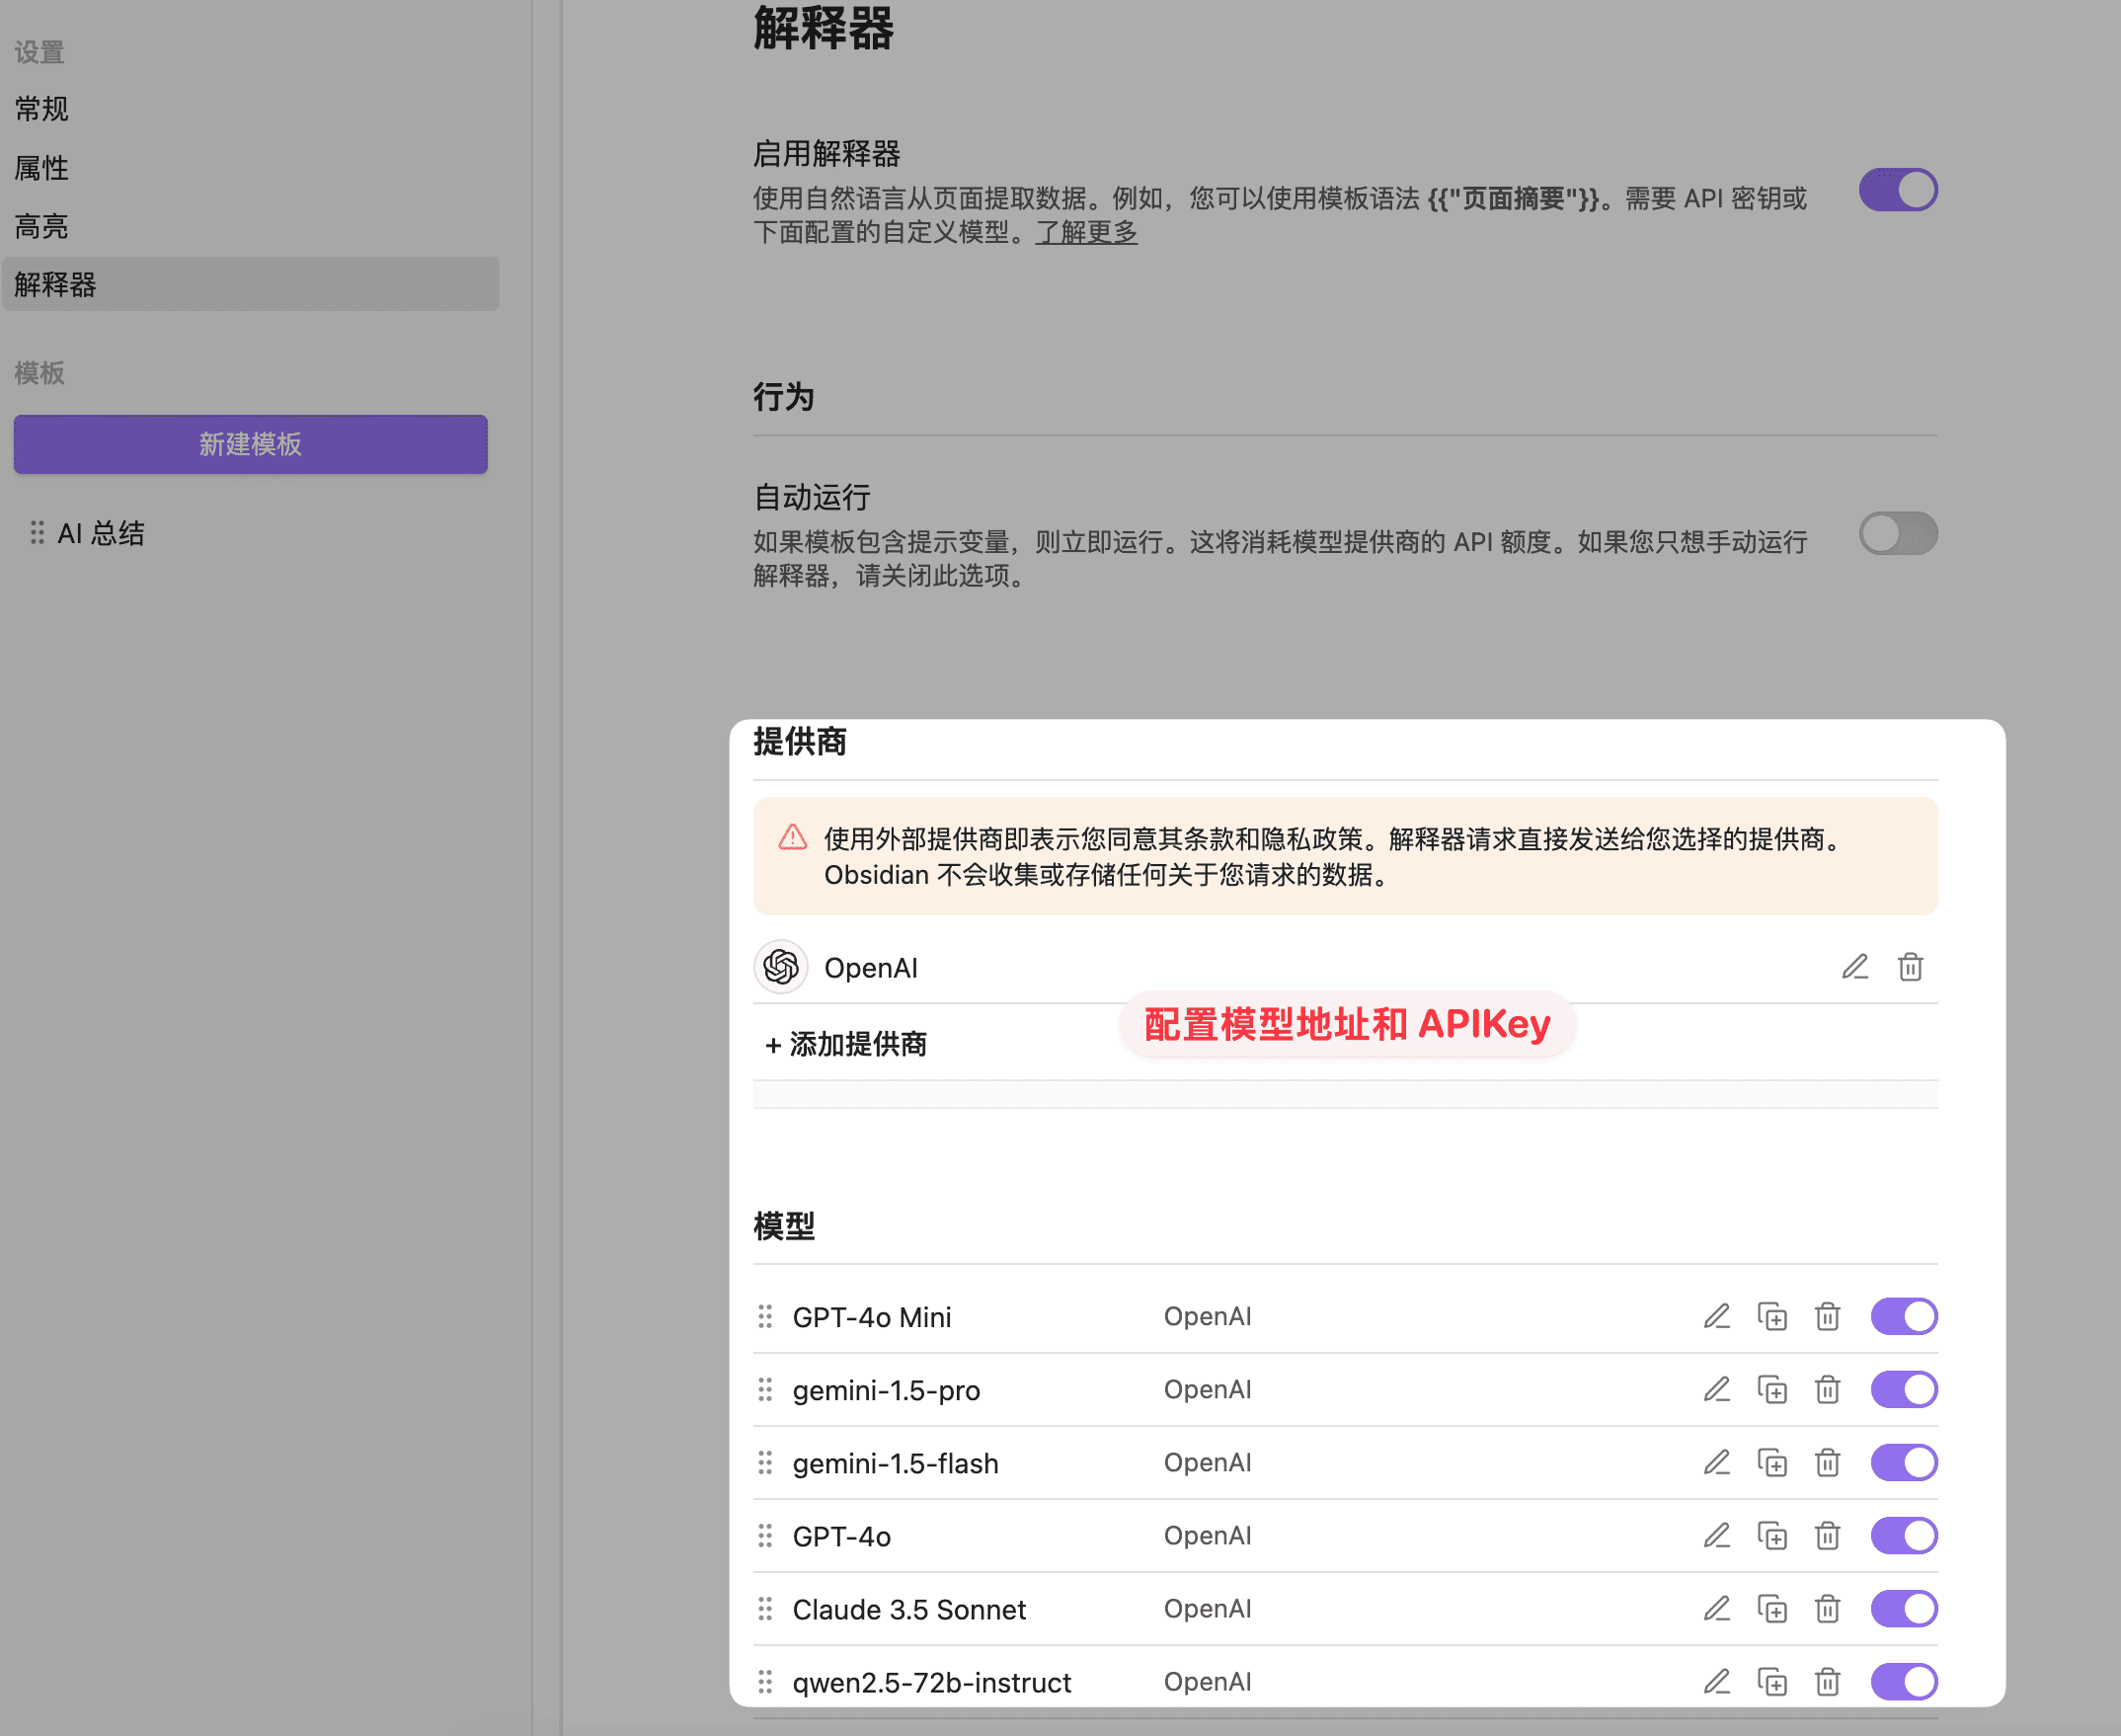 设置
常规
属性
高亮
解释器
模板
新建模板
AI 总结
解释器
启用解释器
使用自然语言从页面提取数据。例如，您可以使用模板语法 {{"页面摘要"}}。需要 API 密钥或
下面配置的自定义模型。了解更多
行为
自动运行
如果模板包含提示变量，则立即运行。这将消耗模型提供商的 API 额度。如果您只想手动运行
解释器，请关闭此选项。
提供商
使用外部提供商即表示您同意其条款和隐私政策。解释器请求直接发送给您选择的提供商。
Obsidian 不会收集或存储任何关于您请求的数据。
OpenAI
配置模型地址和 APIKey
+ 添加提供商
模型
GPT-4o Mini OpenAI
gemini-1.5-pro OpenAI
gemini-1.5-flash OpenAI
GPT-4o OpenAI
Claude 3.5 Sonnet OpenAI
qwen2.5-72b-instruct OpenAI